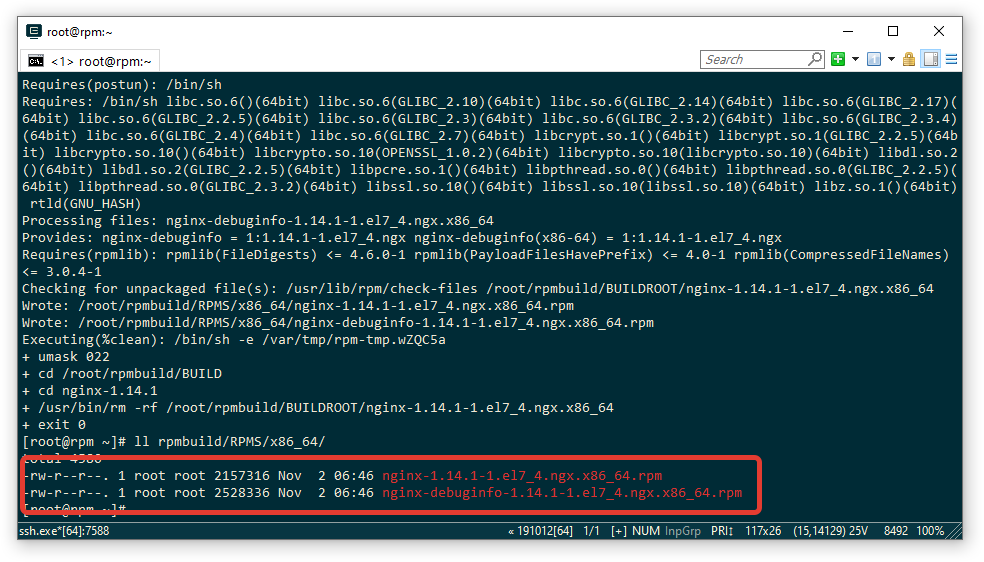 root@rpm:~
<1> root@rpm:~
Search
Requires(postun): /bin/sh
Requires: /bin/sh libc.so.6()(64bit) libc.so.6(GLIBC_2.10)(64bit) libc.so.6(GLIBC_2.14)(64bit) libc.so.6(GLIBC_2.17)(
64bit) libc.so.6(GLIBC_2.2.5)(64bit) libc.so.6(GLIBC_2.3)(64bit) libc.so.6(GLIBC_2.3.2)(64bit) libc.so.6(GLIBC_2.3.4)
(64bit) libc.so.6(GLIBC_2.4)(64bit) libc.so.6(GLIBC_2.7)(64bit) libcrypt.so.1()(64bit) libcrypt.so.1(GLIBC_2.2.5)(64b
it) libcrypto.so.10()(64bit) libcrypto.so.10(OPENSSL_1.0.2)(64bit) libcrypto.so.10(libcrypto.so.10)(64bit) libdl.so.2
()(64bit) libdl.so.2(GLIBC_2.2.5)(64bit) libpcre.so.1()(64bit) libpthread.so.0()(64bit) libpthread.so.0(GLIBC_2.2.5)(
64bit) libpthread.so.0(GLIBC_2.3.2)(64bit) libssl.so.10()(64bit) libssl.so.10(libssl.so.10)(64bit) libz.so.1()(64bit)
rtld(GNU_HASH)
Processing files: nginx-debuginfo-1.14.1-1.el7_4.ngx.x86_64
Provides: nginx-debuginfo = 1:1.14.1-1.el7_4.ngx nginx-debuginfo(x86-64) = 1:1.14.1-1.el7_4.ngx
Requires(rpmlib): rpmlib(FileDigests) <= 4.6.0-1 rpmlib(PayloadFilesHavePrefix) <= 4.0-1 rpmlib(CompressedFileNames)
<= 3.0.4-1
Checking for unpackaged file(s): /usr/lib/rpm/check-files /root/rpmbuild/BUILDROOT/nginx-1.14.1-1.el7_4.ngx.x86_64
Wrote: /root/rpmbuild/RPMS/x86_64/nginx-1.14.1-1.el7_4.ngx.x86_64.rpm
Wrote: /root/rpmbuild/RPMS/x86_64/nginx-debuginfo-1.14.1-1.el7_4.ngx.x86_64.rpm
Executing(%clean): /bin/sh -e /var/tmp/rpm-tmp.wZQC5a
+ umask 022
+ cd /root/rpmbuild/BUILD
+ cd nginx-1.14.1
+ /usr/bin/rm -rf /root/rpmbuild/BUILDROOT/nginx-1.14.1-1.el7_4.ngx.x86_64
+ exit 0
[root@rpm ~]# ll rpmbuild/RPMS/x86_64/
total 4580
-rw-r--r--. 1 root root 2157316 Nov  2 06:46 nginx-1.14.1-1.el7_4.ngx.x86_64.rpm
-rw-r--r--. 1 root root 2528336 Nov  2 06:46 nginx-debuginfo-1.14.1-1.el7_4.ngx.x86_64.rpm
[root@rpm ~]#
ssh.exe*[64]:7588 « 191012[64] 1/1 [+] NUM InpGrp PRI↕ 117x26 (15,14129) 25V 8492 100%